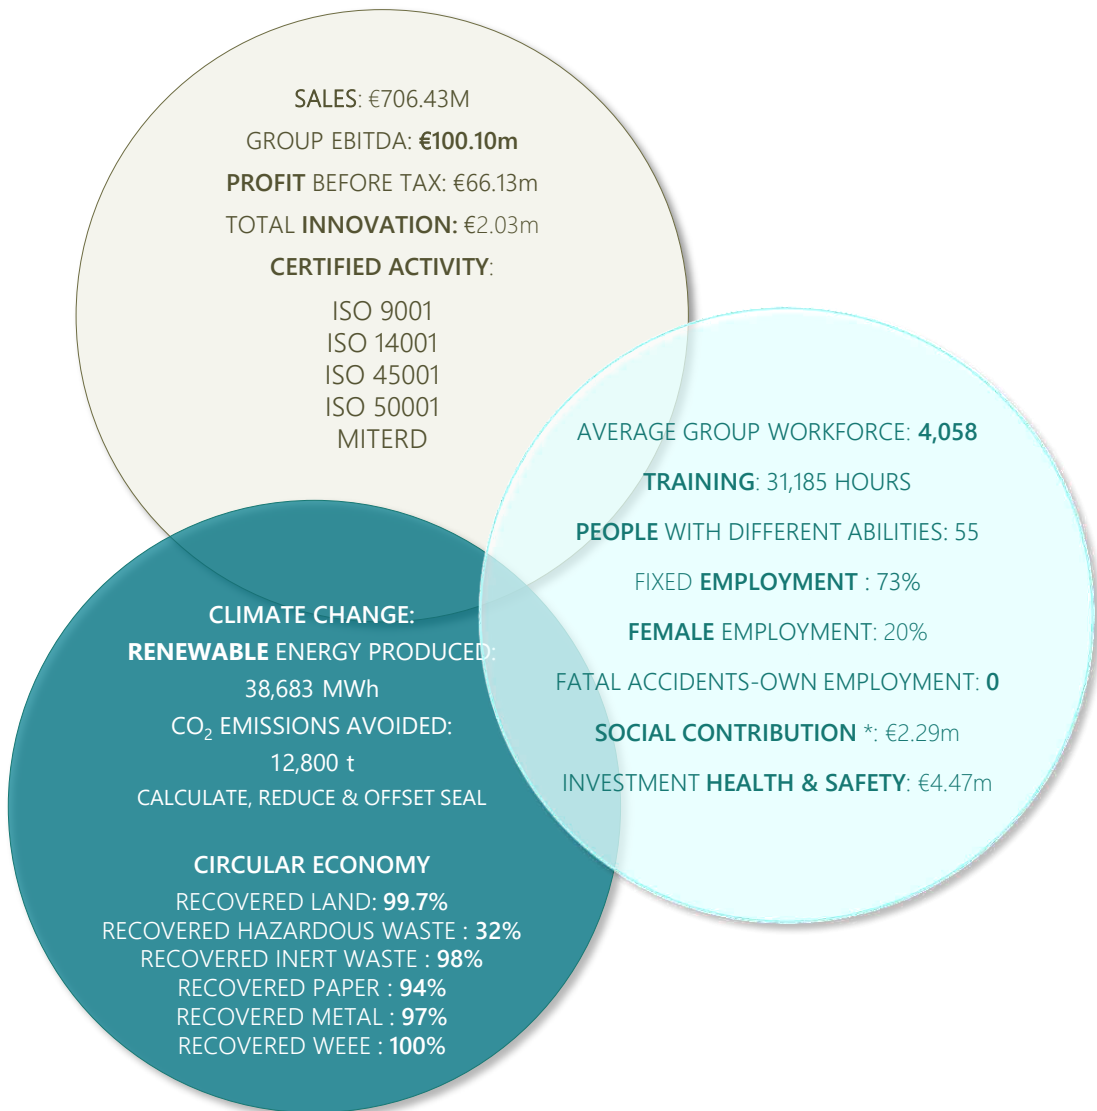 SALES: €706.43M
GROUP EBITDA: €100.10m
PROFIT BEFORE TAX: €66.13m
TOTAL INNOVATION: €2.03m
CERTIFIED ACTIVITY:
ISO 9001
ISO 14001
ISO 45001
ISO 50001
MITERD
AVERAGE GROUP WORKFORCE: 4,058
TRAINING: 31,185 HOURS
PEOPLE WITH DIFFERENT ABILITIES: 55
FIXED EMPLOYMENT : 73%
FEMALE EMPLOYMENT: 20%
FATAL ACCIDENTS-OWN EMPLOYMENT: 0
SOCIAL CONTRIBUTION *: €2.29m
INVESTMENT HEALTH & SAFETY: €4.47m
CLIMATE CHANGE:
RENEWABLE ENERGY PRODUCED:
38,683 MWh
CO₂ EMISSIONS AVOIDED:
12,800 t
CALCULATE, REDUCE & OFFSET SEAL
CIRCULAR ECONOMY
RECOVERED LAND: 99.7%
RECOVERED HAZARDOUS WASTE : 32%
RECOVERED INERT WASTE : 98%
RECOVERED PAPER : 94%
RECOVERED METAL : 97%
RECOVERED WEEE : 100%